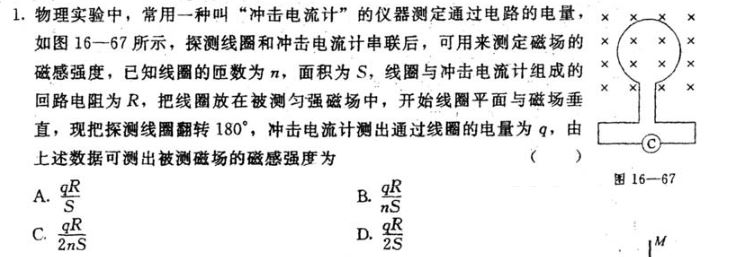 1. 物理实验中，常用一种叫“冲击电流计”的仪器测定通过电路的电量，
如图 16—67 所示，探测线圈和冲击电流计串联后，可用来测定磁场的
磁感强度，已知线圈的匝数为 n，面积为 S，线圈与冲击电流计组成的
回路电阻为 R，把线圈放在被测匀强磁场中，开始线圈平面与磁场垂
直，现把探测线圈翻转 180°，冲击电流计测出通过线圈的电量为 q，由
上述数据可测出被测磁场的磁感强度为 （ ）
A. qR/S B. qR/nS
C. qR/2nS D. qR/2S
C
图 16—67
M